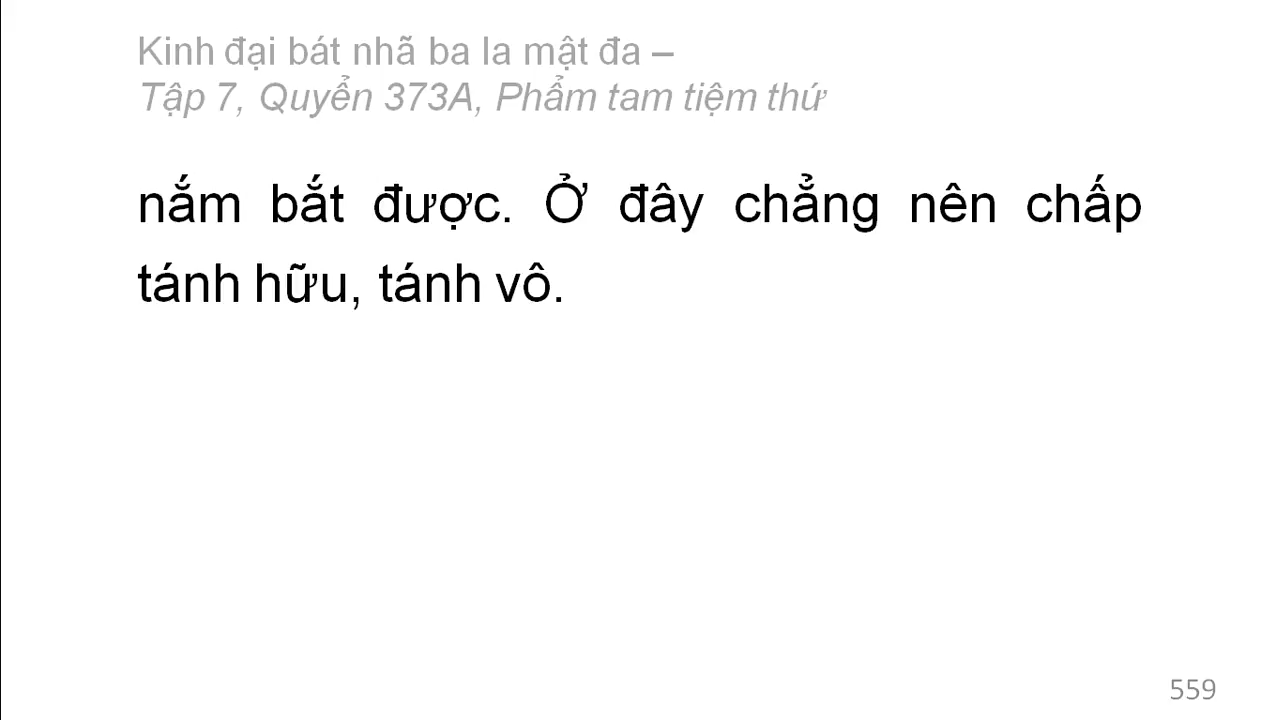 Kinh đại bát nhã ba la mật đa –
Tập 7, Quyển 373A, Phẩm tam tiệm thứ
nắm bắt được. Ở đây chẳng nên chấp
tánh hữu, tánh vô.
559